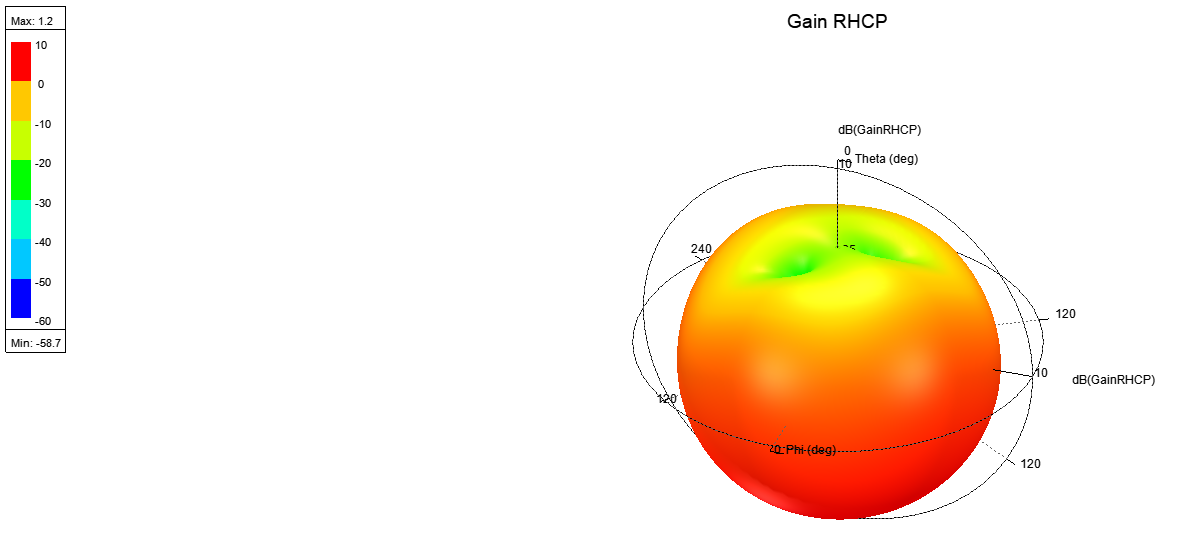 Max: 1.2
10
0
-10
-20
-30
-40
-50
-60
Min: -58.7
Gain RHCP
dB(GainRHCP)
0
10 Theta (deg)
240
120
10
dB(GainRHCP)
120
Phi (deg)
120